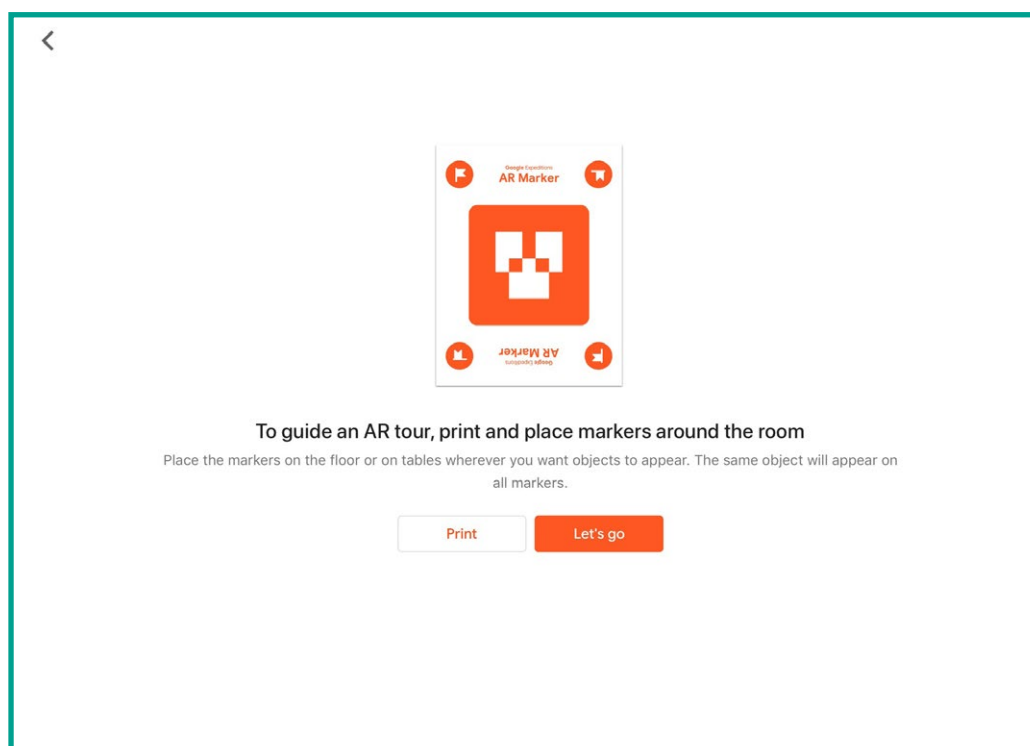 Google Expeditions
AR Marker
AR Marker
Google Expeditions
To guide an AR tour, print and place markers around the room
Place the markers on the floor or on tables wherever you want objects to appear. The same object will appear on
all markers.
Print
Let's go